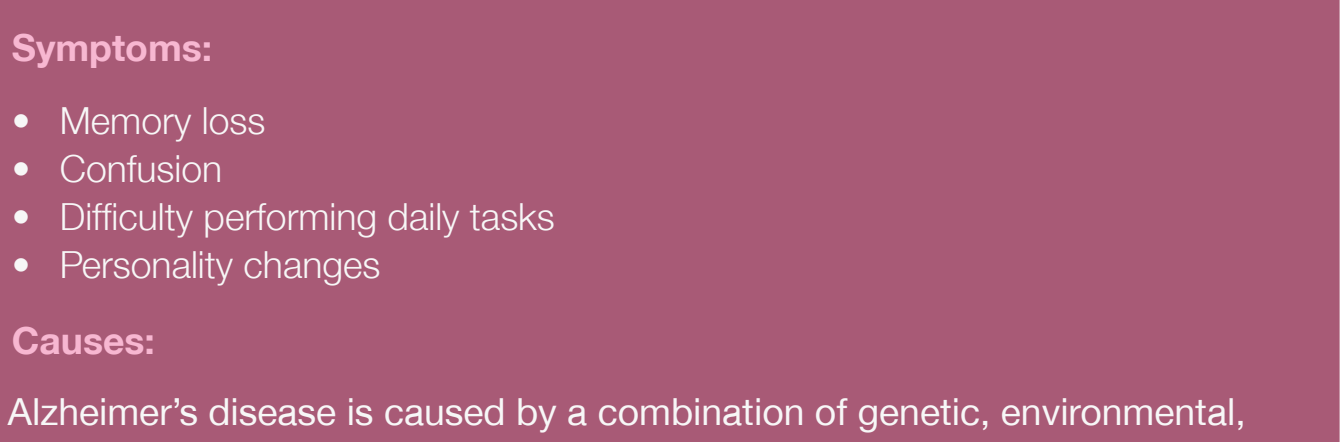 Symptoms:
• Memory loss
• Confusion
• Difficulty performing daily tasks
• Personality changes
Causes:
Alzheimer’s disease is caused by a combination of genetic, environmental,